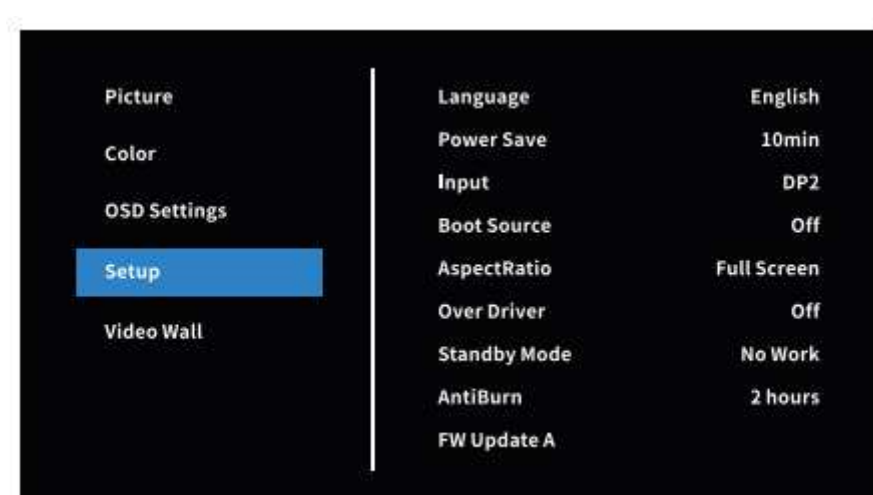 Picture
Color
OSD Settings
Setup
Video Wall
Language English
Power Save 10min
Input DP2
Boot Source Off
AspectRatio Full Screen
Over Driver Off
Standby Mode No Work
AntiBurn 2 hours
FW Update A